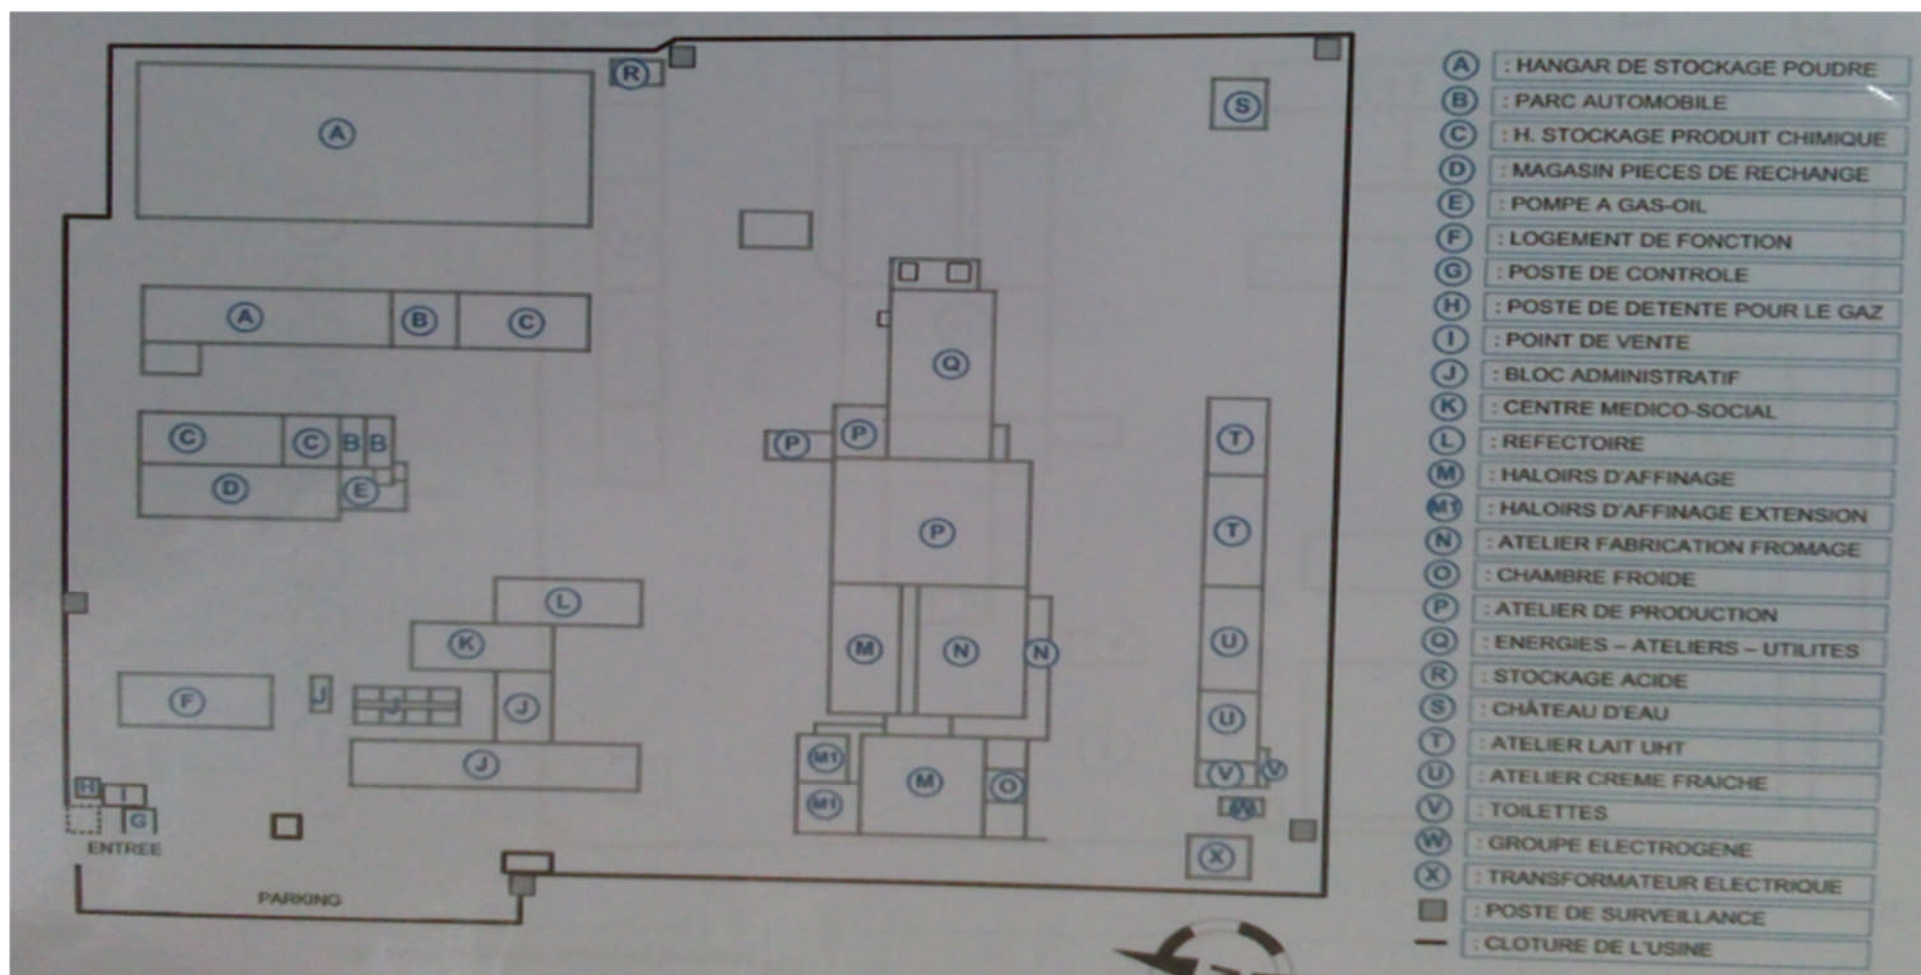 R
S
A
A
B
C
Q
P
P
T
C
C
B
B
D
E
P
T
L
K
M
N
N
U
F
J
J
J
U
J
M1
M
O
V
V
H
I
G
M1
W
X
ENTREE
PARKING
A : HANGAR DE STOCKAGE POUDRE
B : PARC AUTOMOBILE
C : H. STOCKAGE PRODUIT CHIMIQUE
D : MAGASIN PIECES DE RECHANGE
E : POMPE A GAS-OIL
F : LOGEMENT DE FONCTION
G : POSTE DE CONTROLE
H : POSTE DE DETENTE POUR LE GAZ
I : POINT DE VENTE
J : BLOC ADMINISTRATIF
K : CENTRE MEDICO-SOCIAL
L : REFECTOIRE
M : HALOIRS D'AFFINAGE
M1 : HALOIRS D'AFFINAGE EXTENSION
N : ATELIER FABRICATION FROMAGE
O : CHAMBRE FROIDE
P : ATELIER DE PRODUCTION
Q : ENERGIES – ATELIERS – UTILITES
R : STOCKAGE ACIDE
S : CHÂTEAU D'EAU
T : ATELIER LAIT UHT
U : ATELIER CREME FRAICHE
V : TOILETTES
W : GROUPE ELECTROGENE
X : TRANSFORMATEUR ELECTRIQUE
: POSTE DE SURVEILLANCE
: CLOTURE DE L'USINE